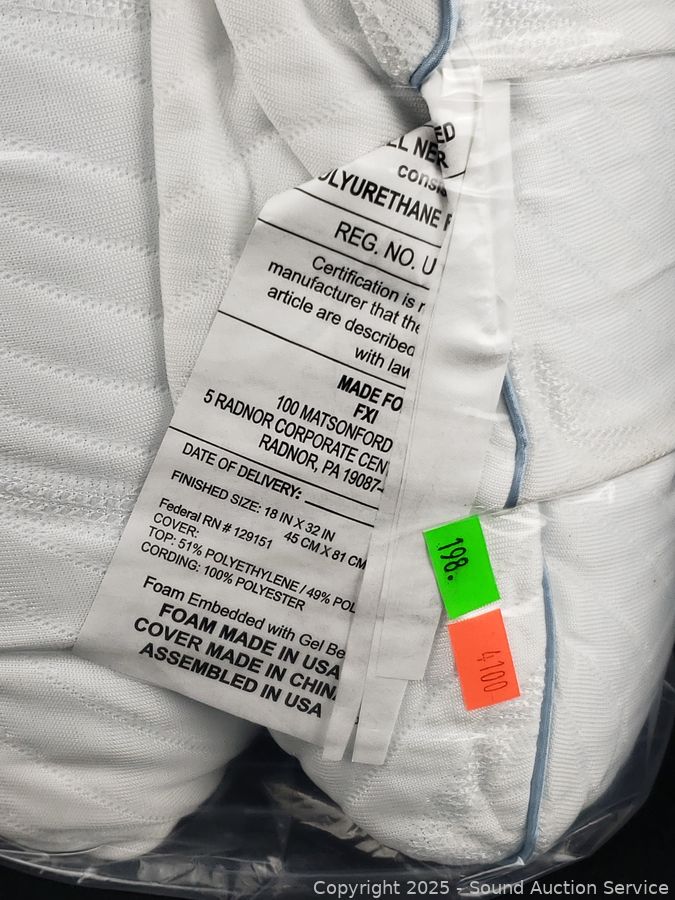 ED
LL NER
consis
OLYURETHANE F
REG. NO. U
Certification is
manufacturer that the
article are described
with law
MADE FO
FXI
100 MATSONFORD
5 RADNOR CORPORATE CEN
RADNOR, PA 19087-
DATE OF DELIVERY:
FINISHED SIZE: 18 IN X 32 IN
45 CM X 81 CM
Federal RN # 129151
COVER:
TOP: 51% POLYETHYLENE / 49% POL
CORDING: 100% POLYESTER
Foam Embedded with Gel Be
FOAM MADE IN USA
COVER MADE IN CHINA
ASSEMBLED IN USA
198.
4100
Copyright 2025 - Sound Auction Service